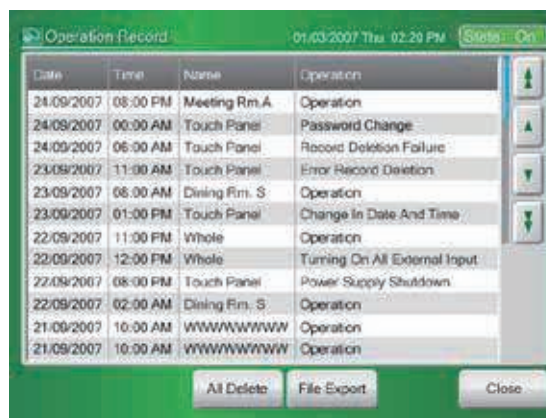 Operation Record 01/03/2007 Thu 02:29 PM State: On
Date Time Name Operation
24/09/2007 08:00 PM Meeting Rm.A Operation
24/09/2007 00:00 AM Touch Panel Password Change
24/09/2007 06:00 AM Touch Panel Record Deletion Failure
23/09/2007 11:00 AM Touch Panel Error Record Deletion
23/09/2007 08:00 AM Dining Rm. S Operation
23/09/2007 01:00 PM Touch Panel Change In Date And Time
22/09/2007 11:00 PM Whole Operation
22/09/2007 12:00 PM Whole Turning On All External Input
22/09/2007 08:00 PM Touch Panel Power Supply Shutdown
22/09/2007 02:00 AM Dining Rm. S Operation
21/09/2007 10:00 AM Operation
21/09/2007 10:00 AM Operation
All Delete File Export Close